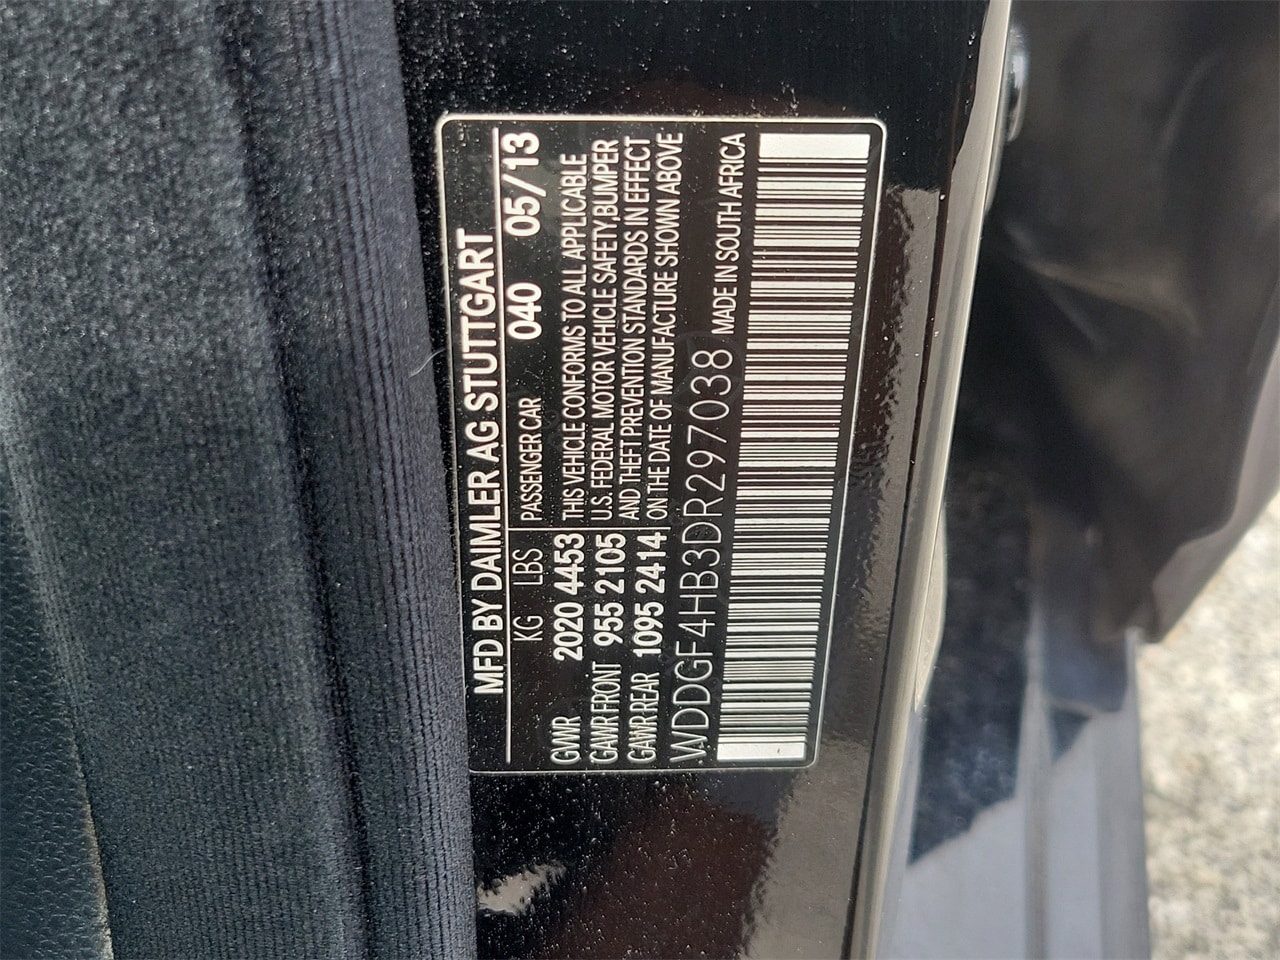 MFD BY DAIMLER AG STUTTGART
KG LBS PASSENGER CAR 040 05/13
GVWR 2020 4453 THIS VEHICLE CONFORMS TO ALL APPLICABLE
GAWR FRONT 955 2105 U.S. FEDERAL MOTOR VEHICLE SAFETY,BUMPER
GAWR REAR 1095 2414 AND THEFT PREVENTION STANDARDS IN EFFECT
ON THE DATE OF MANUFACTURE SHOWN ABOVE
WDDGF4HB3DR297038 MADE IN SOUTH AFRICA